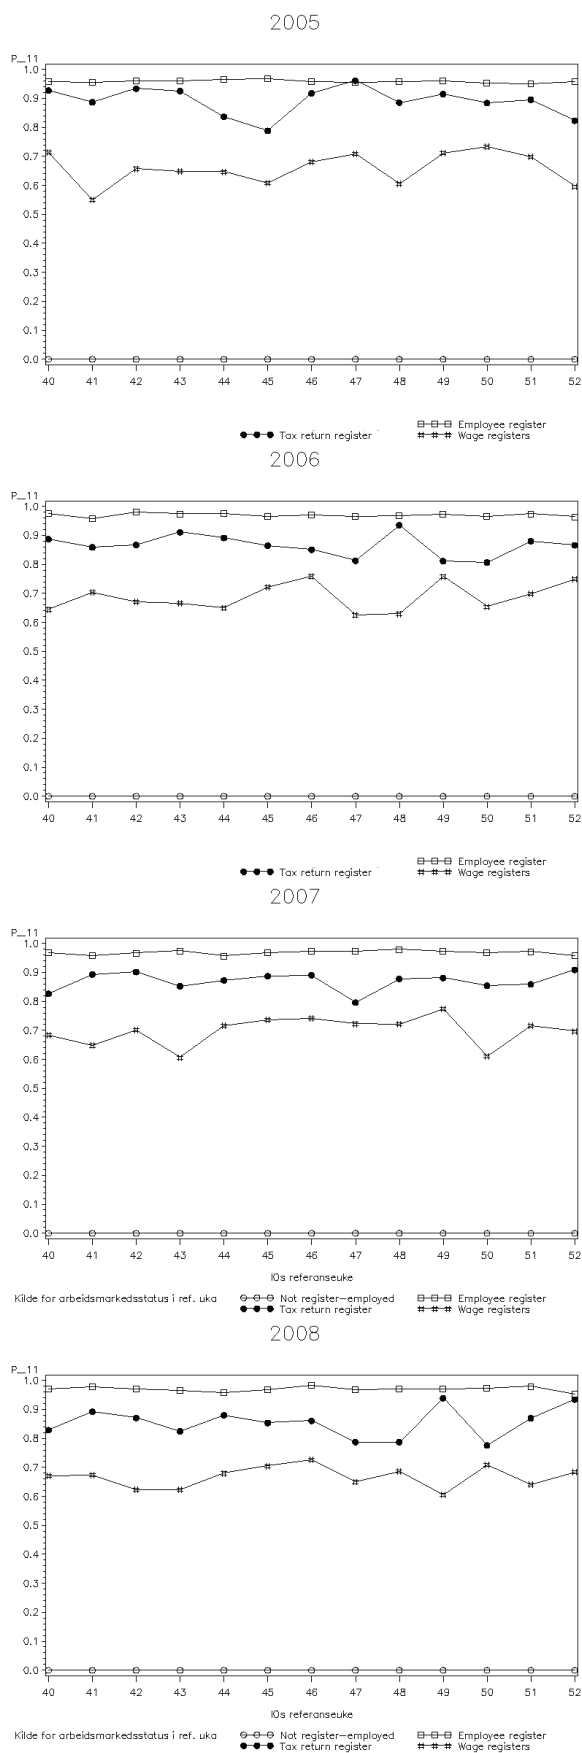 2005
P_11
1.0
0.9
0.8
0.7
0.6
0.5
0.4
0.3
0.2
0.1
0.0
40 41 42 43 44 45 46 47 48 49 50 51 52
Employee register
Tax return register Wage registers
2006
P_11
1.0
0.9
0.8
0.7
0.6
0.5
0.4
0.3
0.2
0.1
0.0
40 41 42 43 44 45 46 47 48 49 50 51 52
Employee register
Tax return register Wage registers
2007
P_11
1.0
0.9
0.8
0.7
0.6
0.5
0.4
0.3
0.2
0.1
0.0
40 41 42 43 44 45 46 47 48 49 50 51 52
IOs referanseuke
Kilde for arbeidsmarkedsstatus i ref. uka Not register-employed Employee register
Tax return register Wage registers
2008
P_11
1.0
0.9
0.8
0.7
0.6
0.5
0.4
0.3
0.2
0.1
0.0
40 41 42 43 44 45 46 47 48 49 50 51 52
IOs referanseuke
Kilde for arbeidsmarkedsstatus i ref. uka Not register-employed Employee register
Tax return register Wage registers